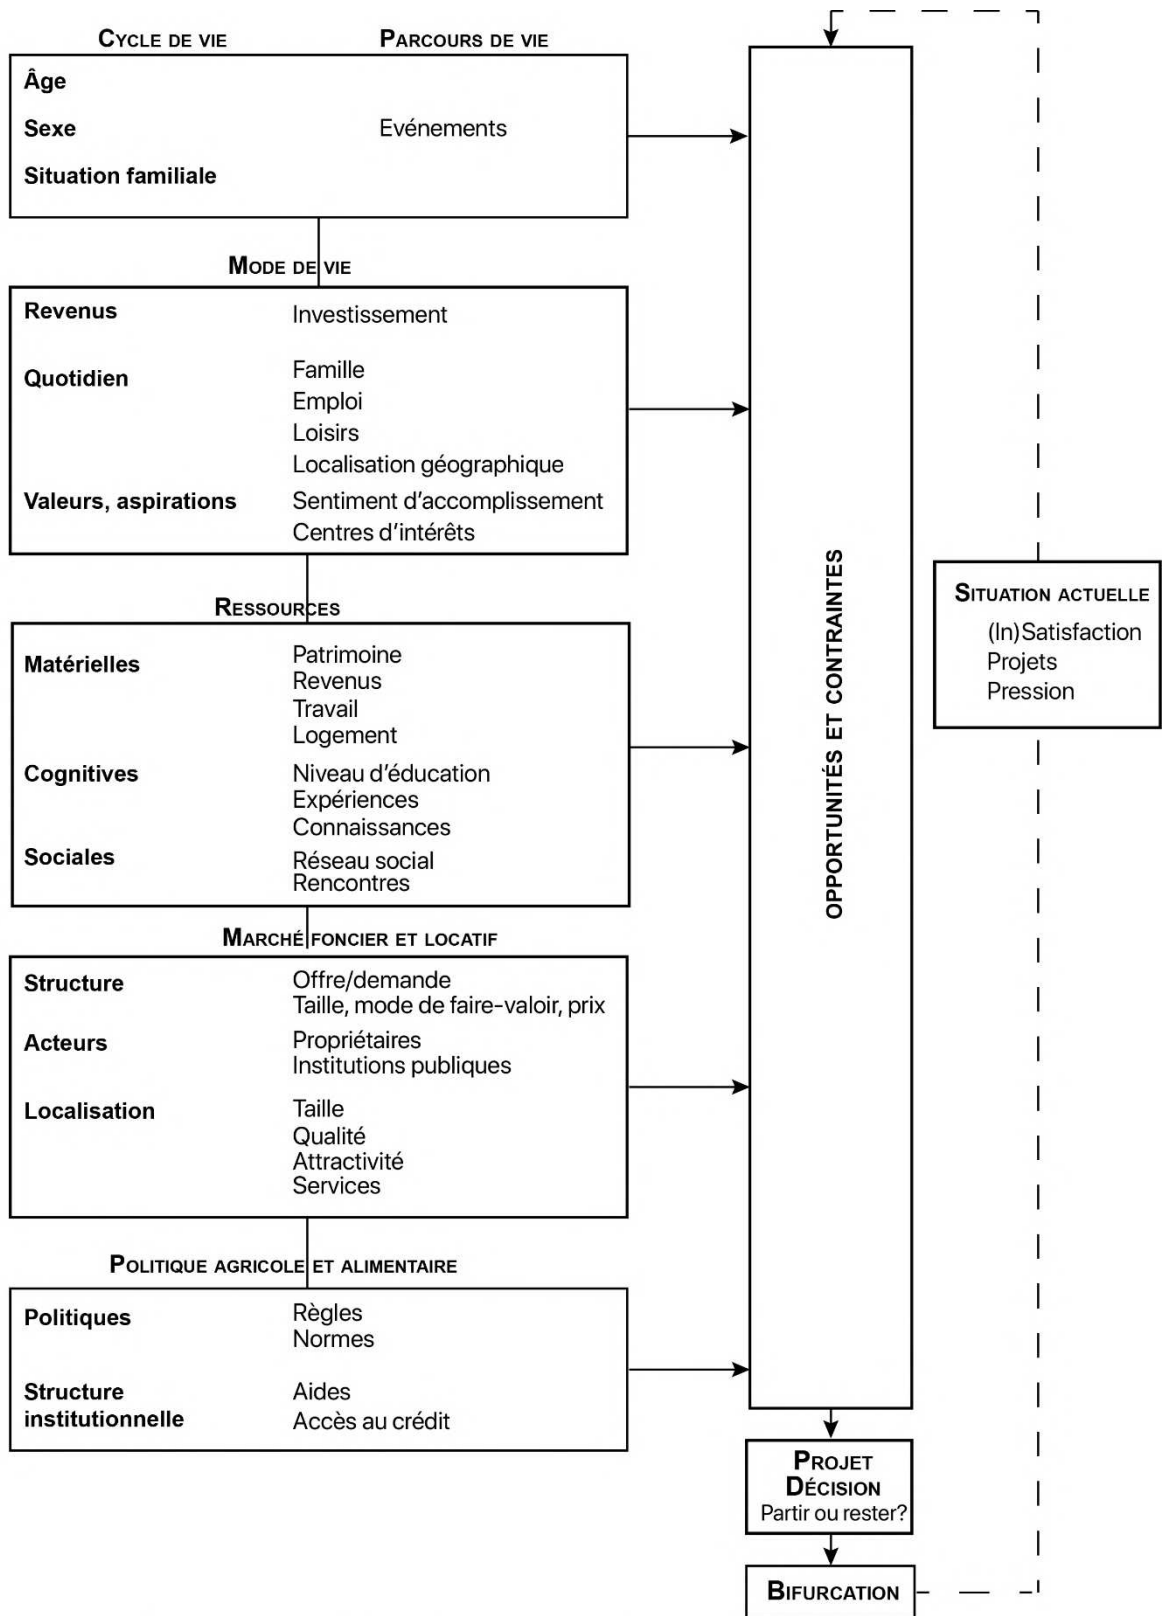 CYCLE DE VIE
PARCOURS DE VIE
Âge
Sexe
Evénements
Situation familiale
MODE DE VIE
Revenus
Investissement
Quotidien
Famille
Emploi
Loisirs
Localisation géographique
Valeurs, aspirations
Sentiment d'accomplissement
Centres d'intérêts
RESSOURCES
Matérielles
Patrimoine
Revenus
Travail
Logement
Cognitives
Niveau d'éducation
Expériences
Connaissances
Sociales
Réseau social
Rencontres
MARCHÉ FONCIER ET LOCATIF
Structure
Offre/demande
Taille, mode de faire-valoir, prix
Acteurs
Propriétaires
Institutions publiques
Localisation
Taille
Qualité
Attractivité
Services
POLITIQUE AGRICOLE ET ALIMENTAIRE
Politiques
Règles
Normes
Structure
institutionnelle
Aides
Accès au crédit
OPPORTUNITÉS ET CONTRAINTES
SITUATION ACTUELLE
(In)Satisfaction
Projets
Pression
PROJET
DÉCISION
Partir ou rester?
BIFURCATION